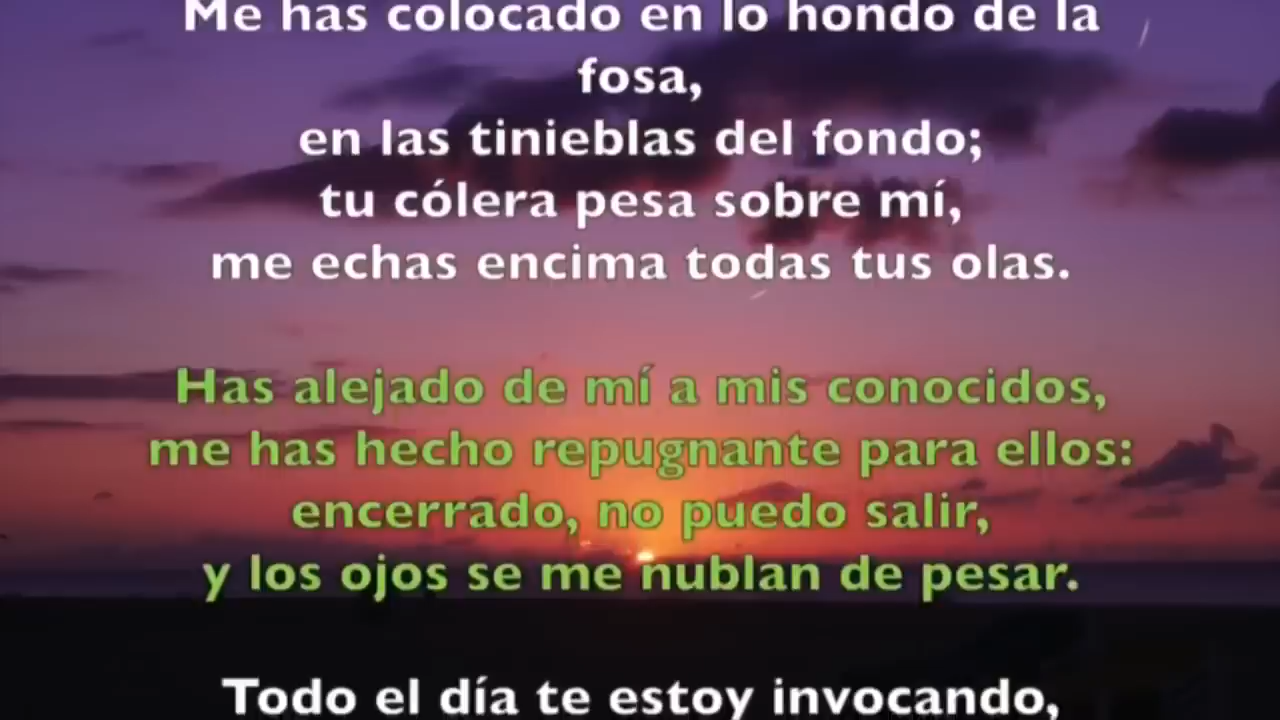 Me has colocado en lo hondo de la
fosa,
en las tinieblas del fondo;
tu cólera pesa sobre mí,
me echas encima todas tus olas.
Has alejado de mí a mis conocidos,
me has hecho repugnante para ellos:
encerrado, no puedo salir,
y los ojos se me nublan de pesar.
Todo el día te estoy invocando,